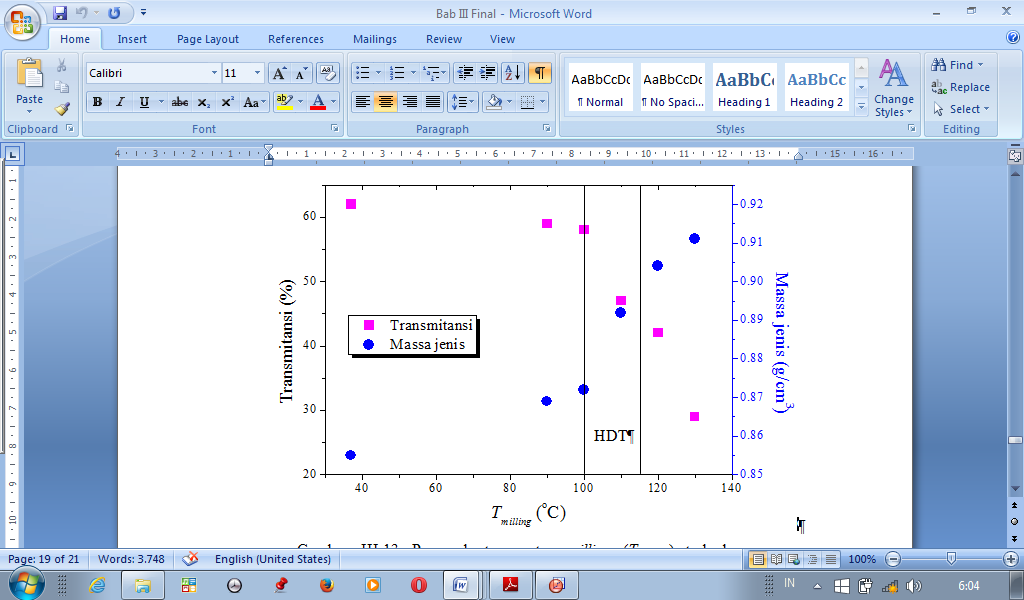 Bab III Final - Microsoft Word
Home Insert Page Layout References Mailings Review View
Paste
Calibri 11
AaBbCcDc AaBbCcDc AaBbC AaBbCc
¶ Normal ¶ No Spaci... Heading 1 Heading 2
Change Styles
Find
Replace
Select
Clipboard Font Paragraph Styles Editing
Transmitansi (%)
60
50
40
30
20
Transmitansi
Massa jenis
HDT¶
0.92
0.91
0.90
0.89
0.88
0.87
0.86
0.85
Massa jenis (g/cm3)
40 60 80 100 120 140
Tmilling (°C)
¶
Page: 19 of 21 Words: 3.748 English (United States) 100%
IN 6:04